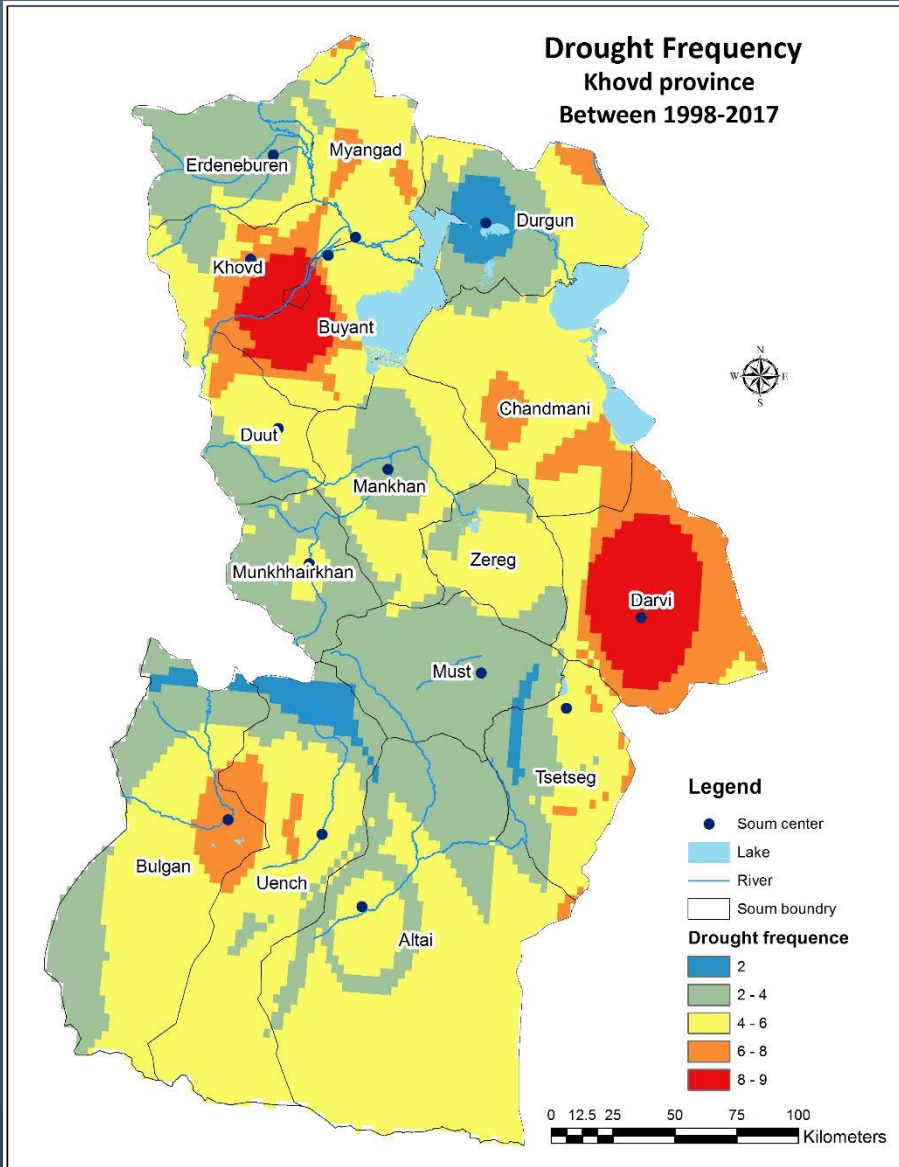 Drought Frequency
Khovd province
Between 1998-2017
Myangad
Erdeneburen
Durgun
Khovd
Buyant
N
W E
S
Chandmani
Duut
Mankhan
Zereg
Munkhhairkhan
Darvi
Must
Tsetseg
Bulgan
Uench
Altai
Legend
Soum center
Lake
River
Soum boundry
Drought frequence
2
2 - 4
4 - 6
6 - 8
8 - 9
0 12.5 25 50 75 100
Kilometers